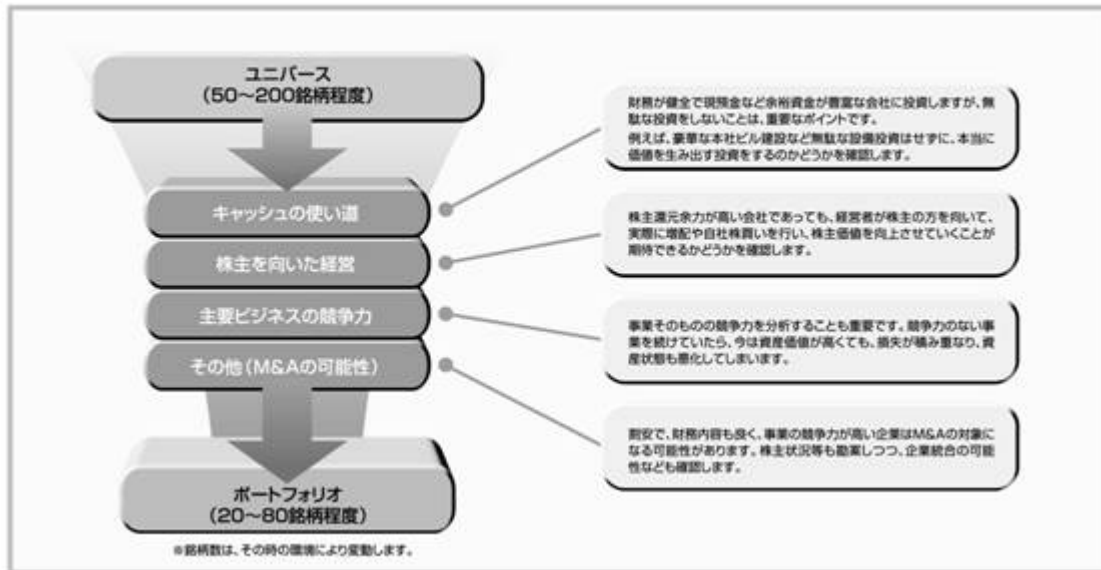 ユニバース
(50～200銘柄程度)
キャッシュの使い道
株主を向いた経営
主要ビジネスの競争力
その他(M&Aの可能性)
ポートフォリオ
(20～80銘柄程度)
※銘柄数は、その時の環境により変動します。
財務が健全で現預金など余裕資金が豊富な会社に投資しますが、無
駄な投資をしないことは、重要なポイントです。
例えば、豪華な本社ビル建設など無駄な設備投資はせずに、本当に
価値を生み出す投資をするのかどうかを確認します。
株主還元余力が高い会社であっても、経営者が株主の方を向いて、
実際に増配や自社株買いを行い、株主価値を向上させていくことが
期待できるかどうかを確認します。
事業そのものの競争力を分析することも重要です。競争力のない事
業を続けていたら、今は資産価値が高くても、損失が積み重なり、資
産状態も悪化してしまいます。
割安で、財務内容も良く、事業の競争力が高い企業はM&Aの対象に
なる可能性があります。株主状況等も勘案しつつ、企業統合の可能
性なども確認します。